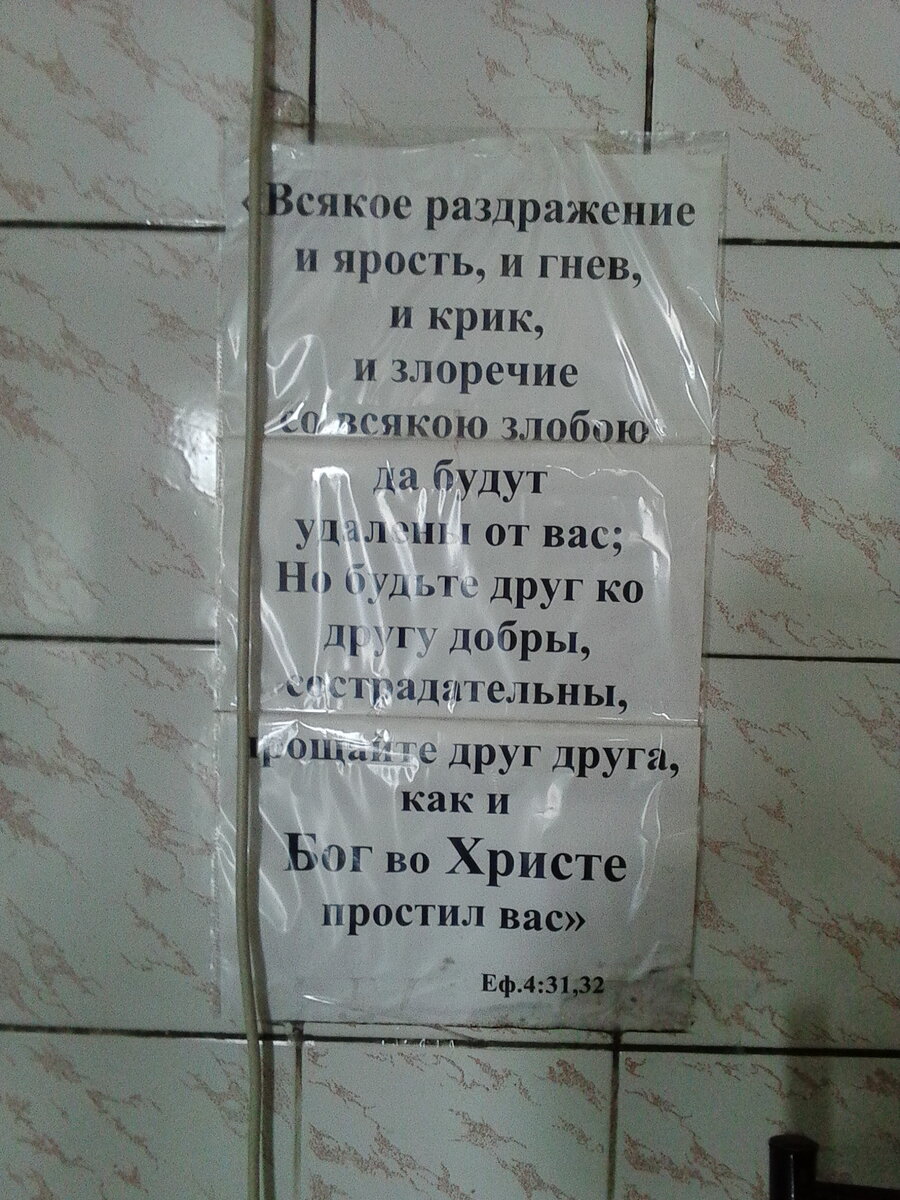 «Всякое раздражение
и ярость, и гнев,
и крик,
и злоречие
со всякою злобою
да будут
удалены от вас;
Но будьте друг ко
другу добры,
сострадательны,
прощайте друг друга,
как и
Бог во Христе
простил вас»
Еф.4:31,32